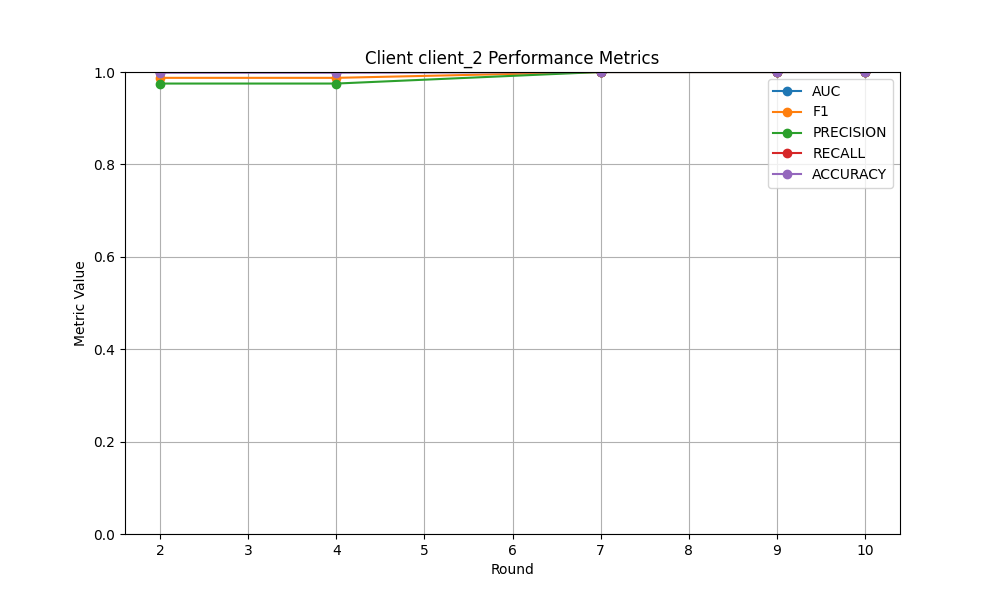 Client client_2 Performance Metrics
1.0
0.8
0.6
0.4
0.2
0.0
Metric Value
AUC
F1
PRECISION
RECALL
ACCURACY
2 3 4 5 6 7 8 9 10
Round